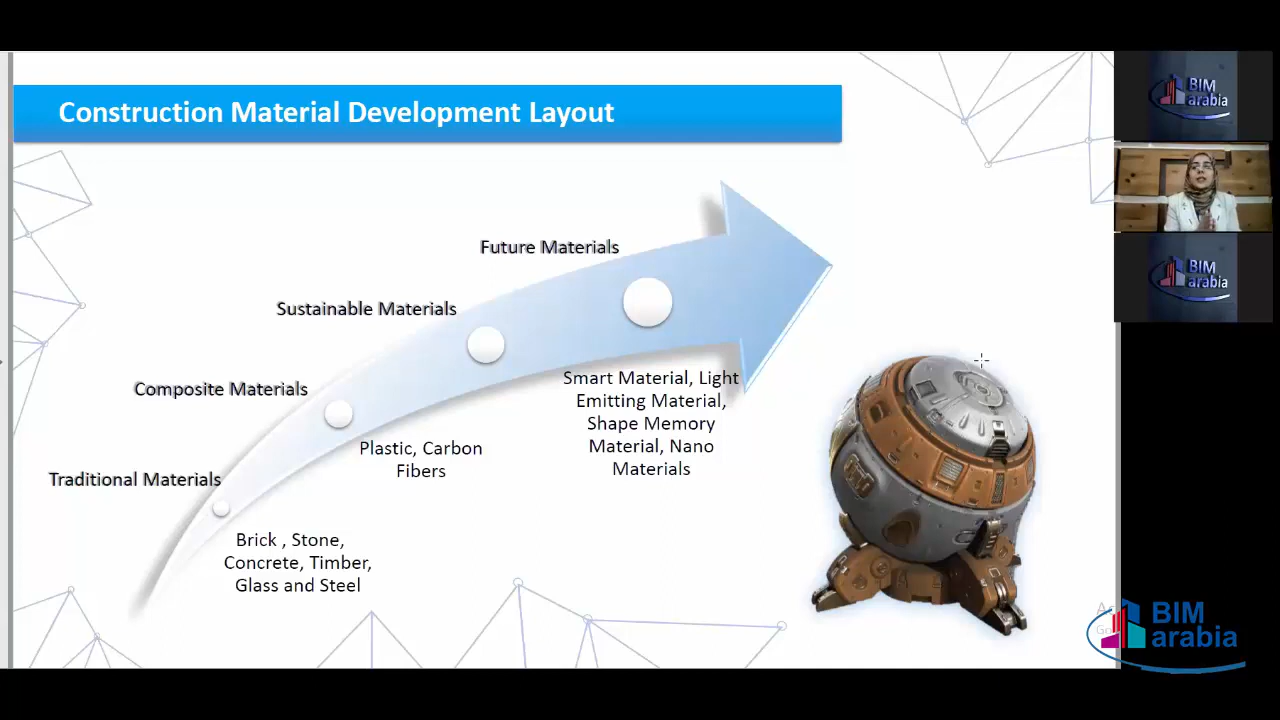 Construction Material Development Layout
Future Materials
Sustainable Materials
Composite Materials
Traditional Materials
Smart Material, Light
Emitting Material,
Shape Memory
Material, Nano
Materials
Plastic, Carbon
Fibers
Brick , Stone,
Concrete, Timber,
Glass and Steel
BIM
arabia
BIM
arabia
BIM
arabia